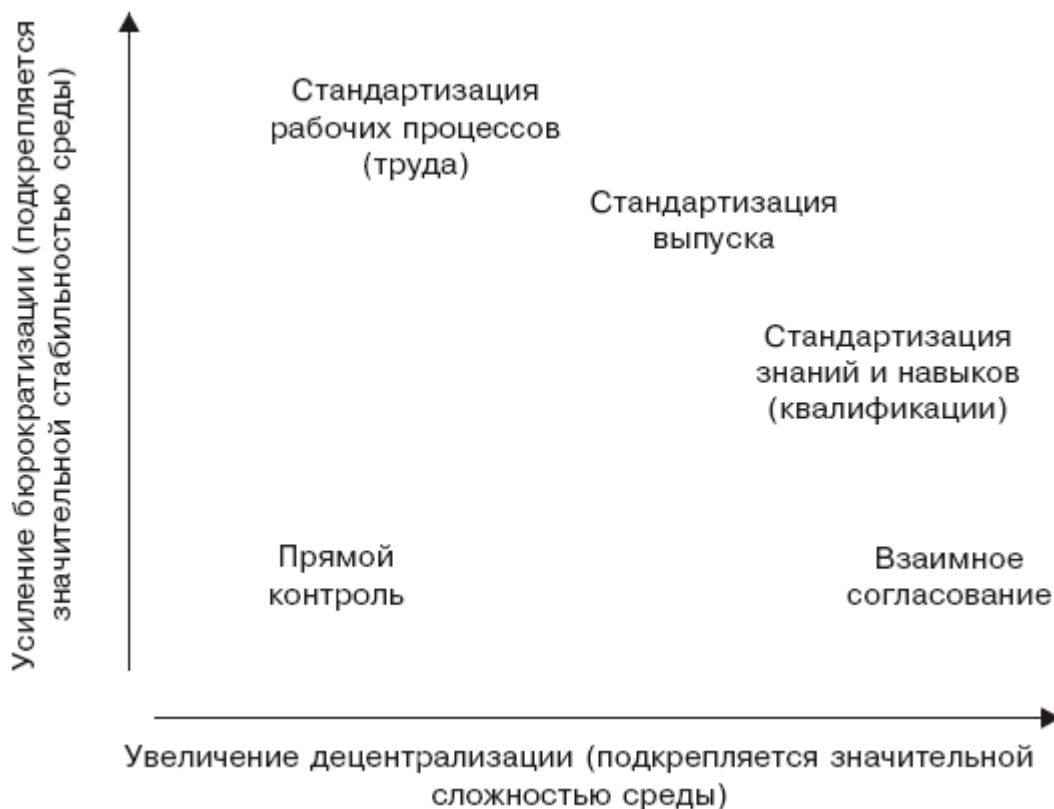 Усиление бюрократизации (подкрепляется
значительной стабильностью среды)
Стандартизация
рабочих процессов
(труда)
Стандартизация
выпуска
Стандартизация
знаний и навыков
(квалификации)
Прямой
контроль
Взаимное
согласование
Увеличение децентрализации (подкрепляется значительной
сложностью среды)